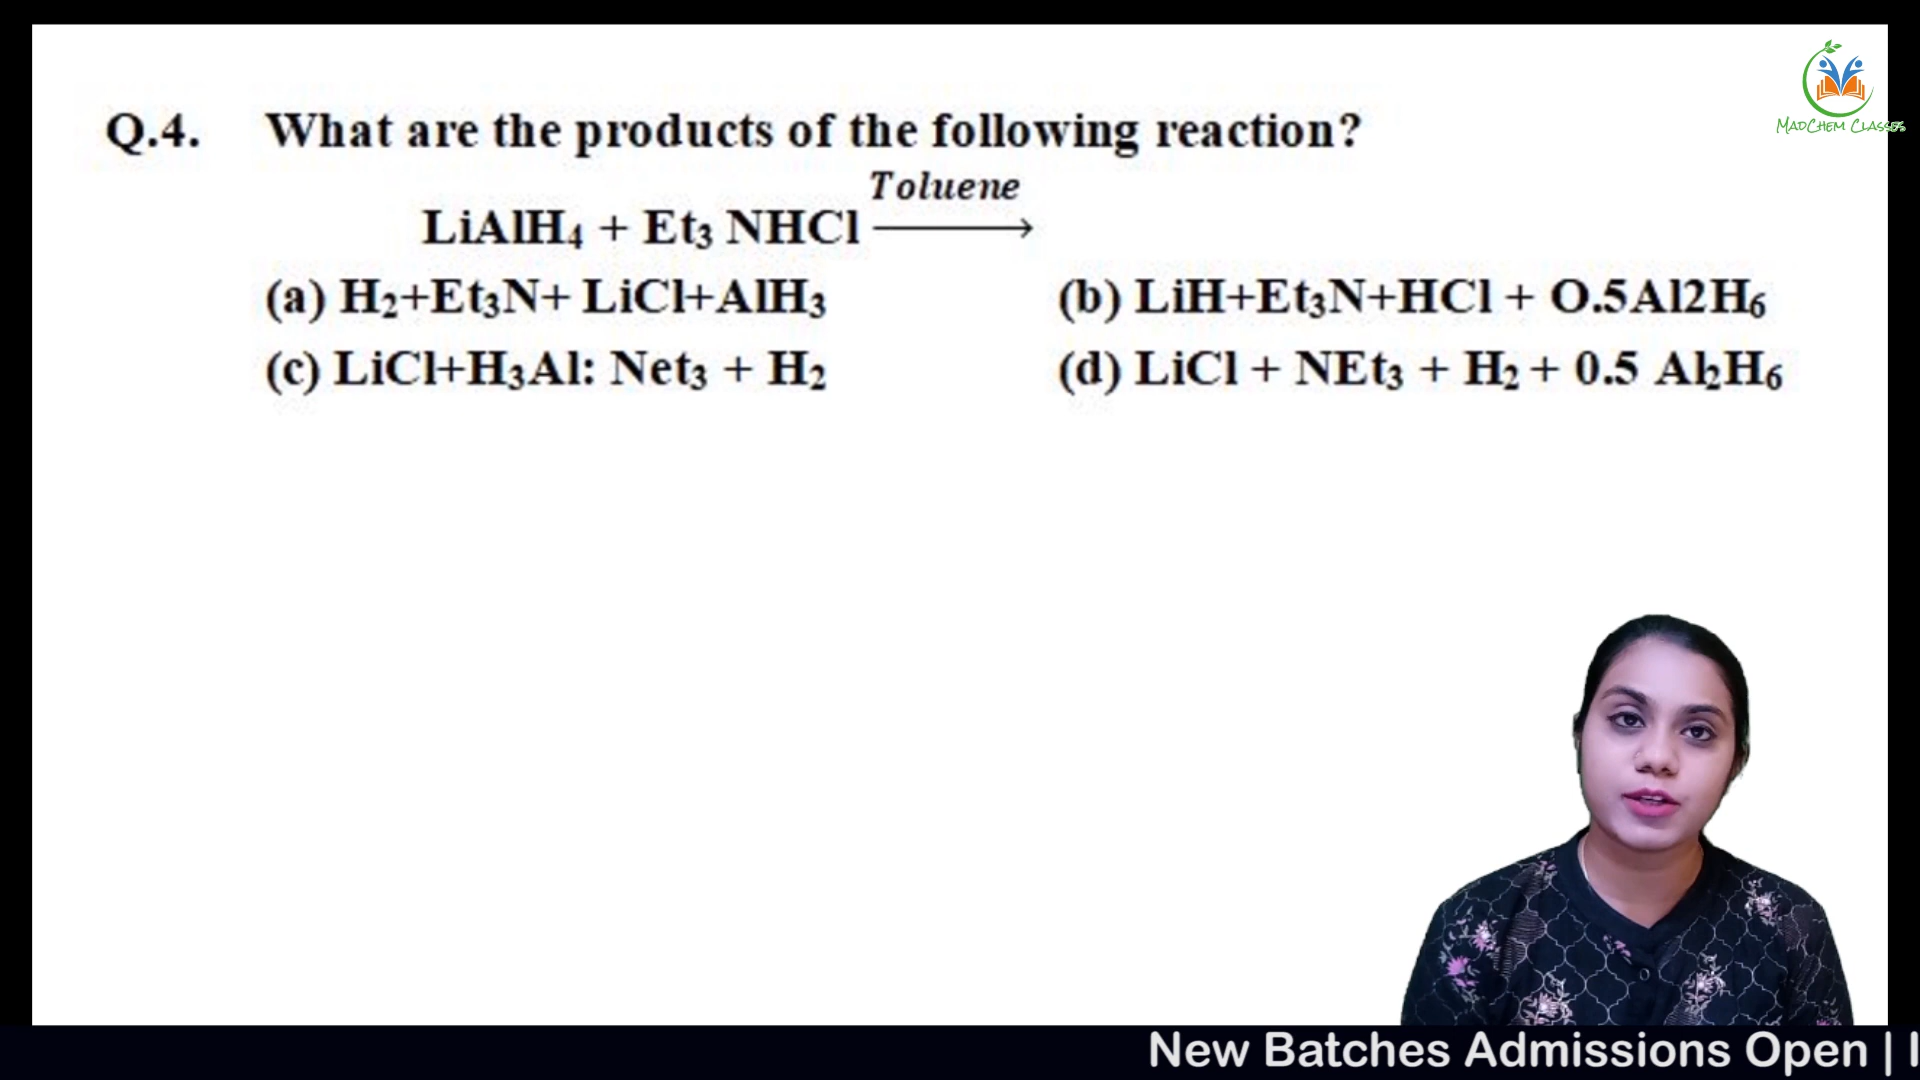 MADCHEM CLASSES
Q.4. What are the products of the following reaction?
Toluene
LiAlH₄ + Et₃ NHCl ⟶
(a) H₂+Et₃N+ LiCl+AlH₃ (b) LiH+Et₃N+HCl + O.5Al2H₆
(c) LiCl+H₃Al: Net₃ + H₂ (d) LiCl + NEt₃ + H₂ + 0.5 Al₂H₆
New Batches Admissions Open |